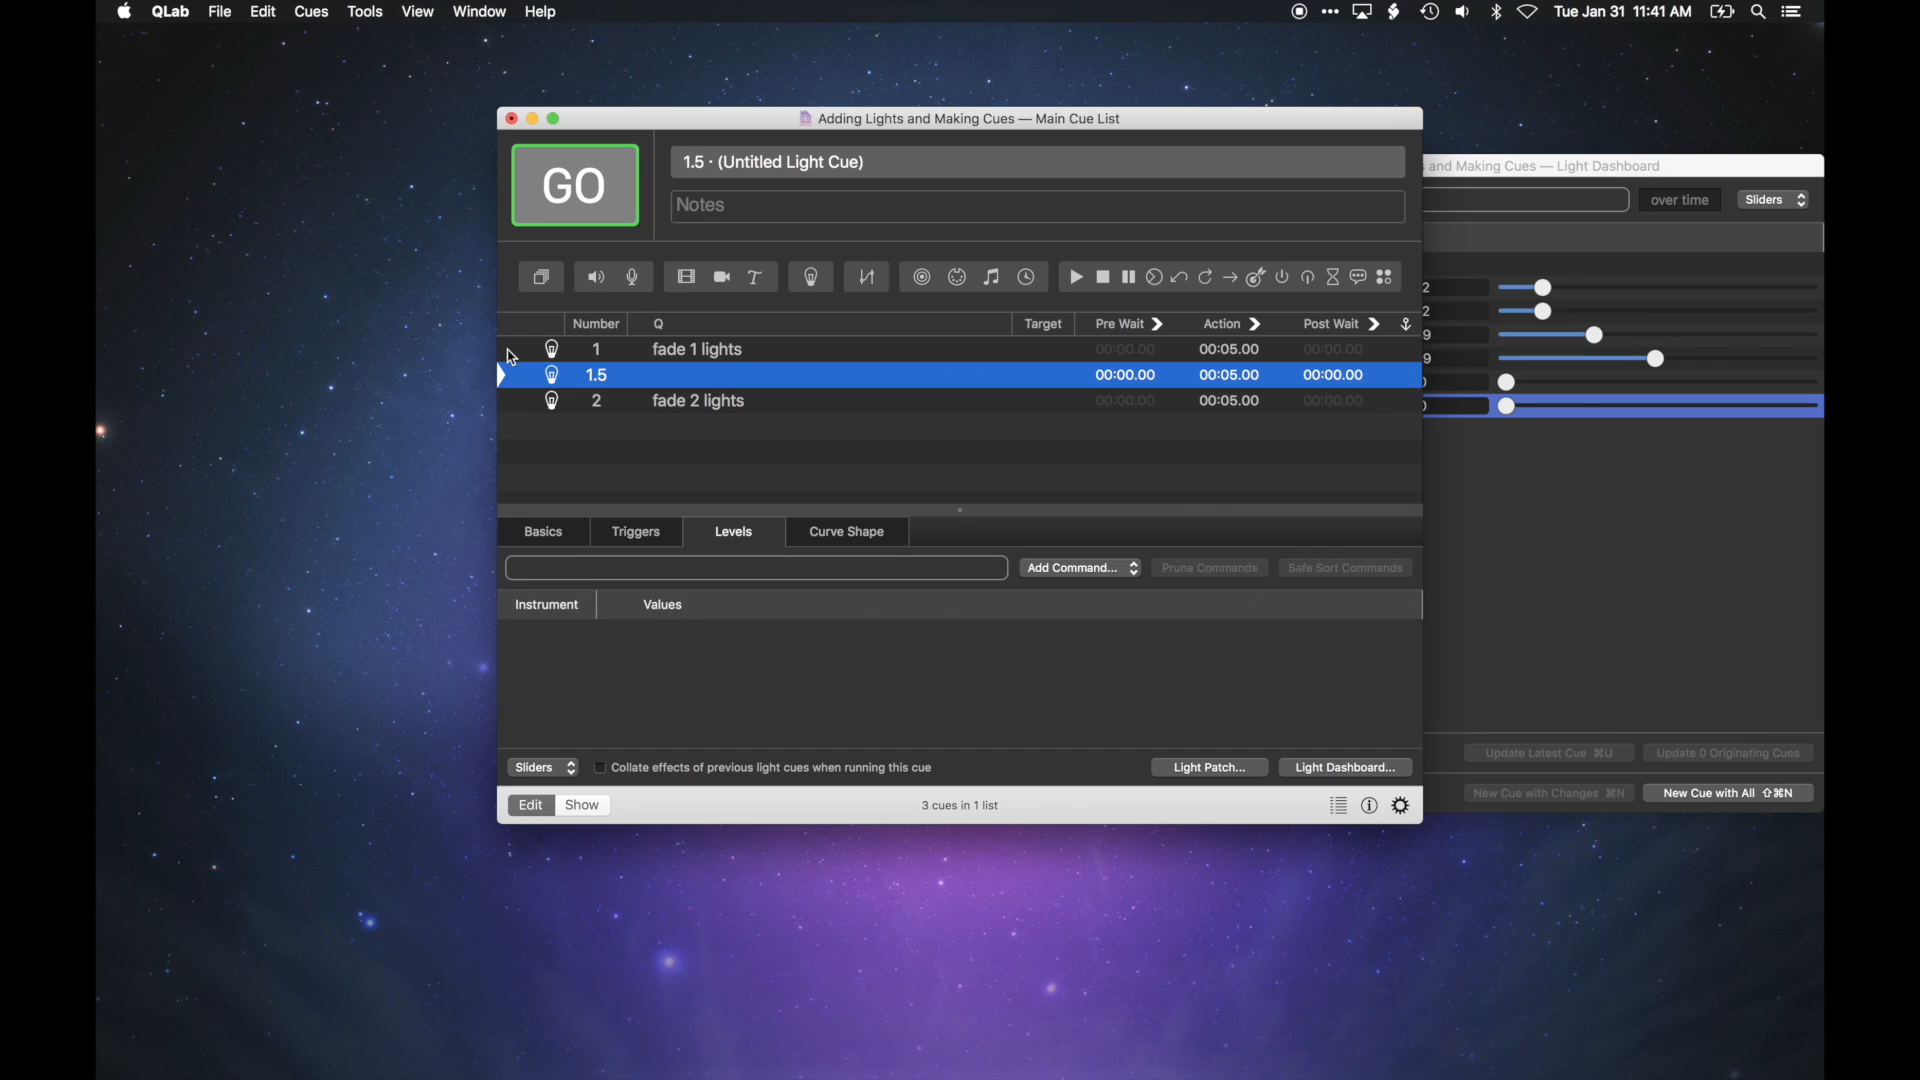 QLab File Edit Cues Tools View Window Help Tue Jan 31 11:41 AM
Adding Lights and Making Cues — Main Cue List
GO
1.5 · (Untitled Light Cue)
Notes
and Making Cues — Light Dashboard
over time Sliders
Number Q Target Pre Wait Action Post Wait
1 fade 1 lights 00:00.00 00:05.00 00:00.00
1.5 00:00.00 00:05.00 00:00.00
2 fade 2 lights 00:00.00 00:05.00 00:00.00
2
2
9
9
Basics Triggers Levels Curve Shape
Add Command... Prune Commands Safe Sort Commands
Instrument Values
Update Latest Cue ⌘U Update 0 Originating Cues
Sliders Collate effects of previous light cues when running this cue Light Patch... Light Dashboard...
New Cue with Changes ⌘N New Cue with All ⇧⌘N
Edit Show 3 cues in 1 list